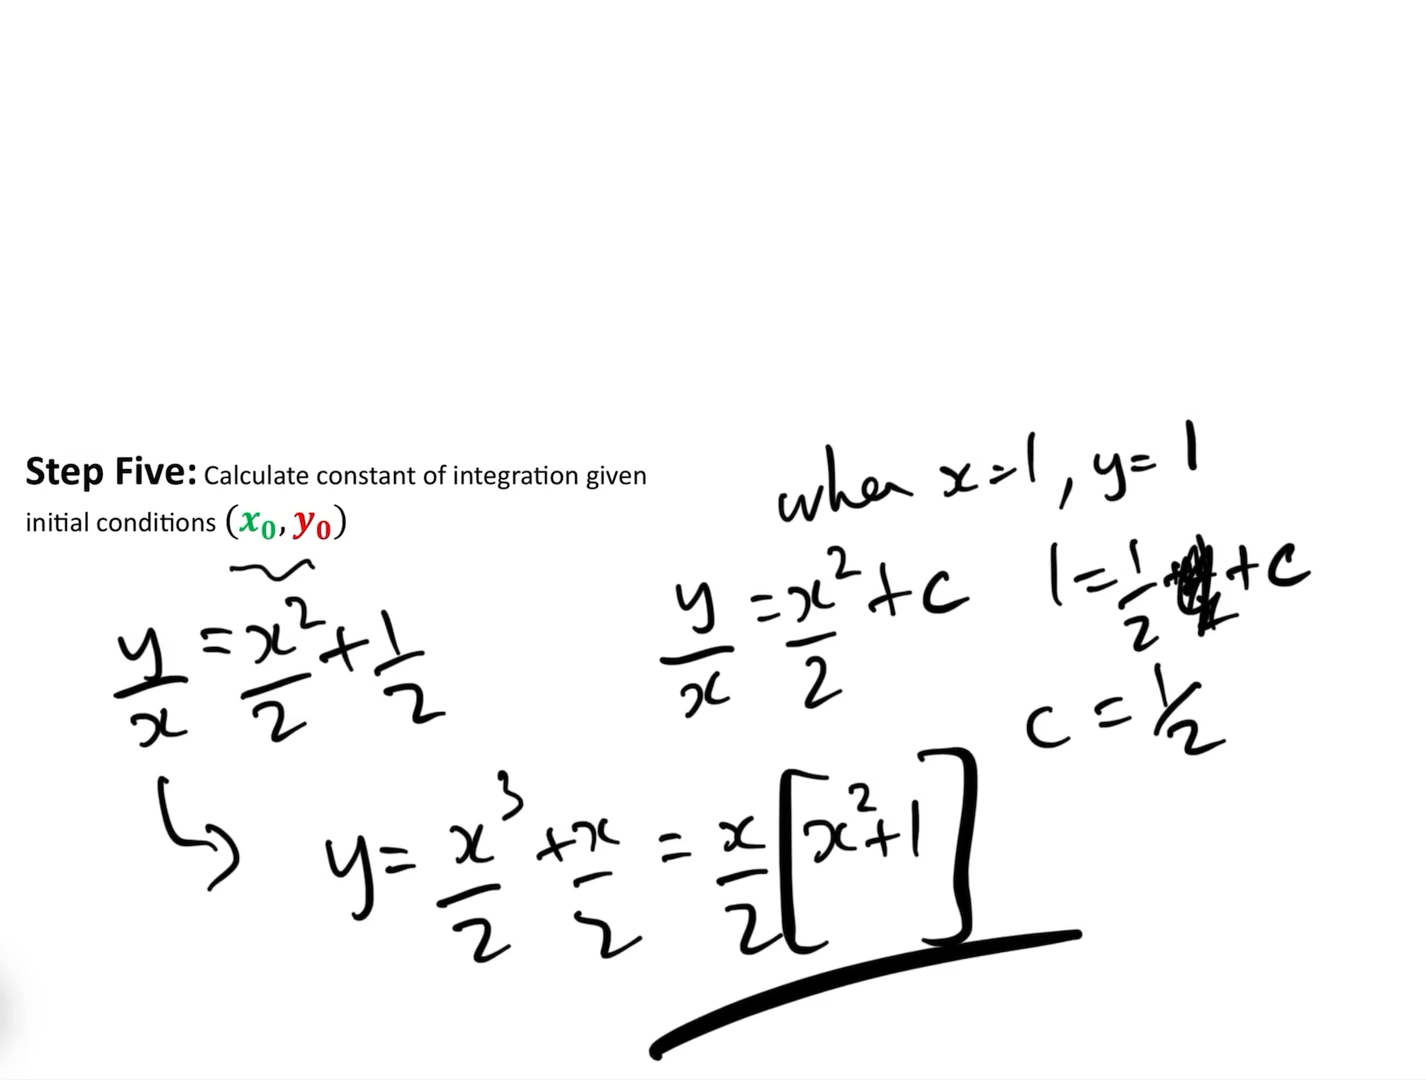 Step Five: Calculate constant of integration given
initial conditions (x₀, y₀)
when x=1, y=1
y/x = x²/2 + c
1 = 1/2 + c
c = 1/2
y/x = x²/2 + 1/2
y = x³/2 + x/2 = x/2 [x²+1]